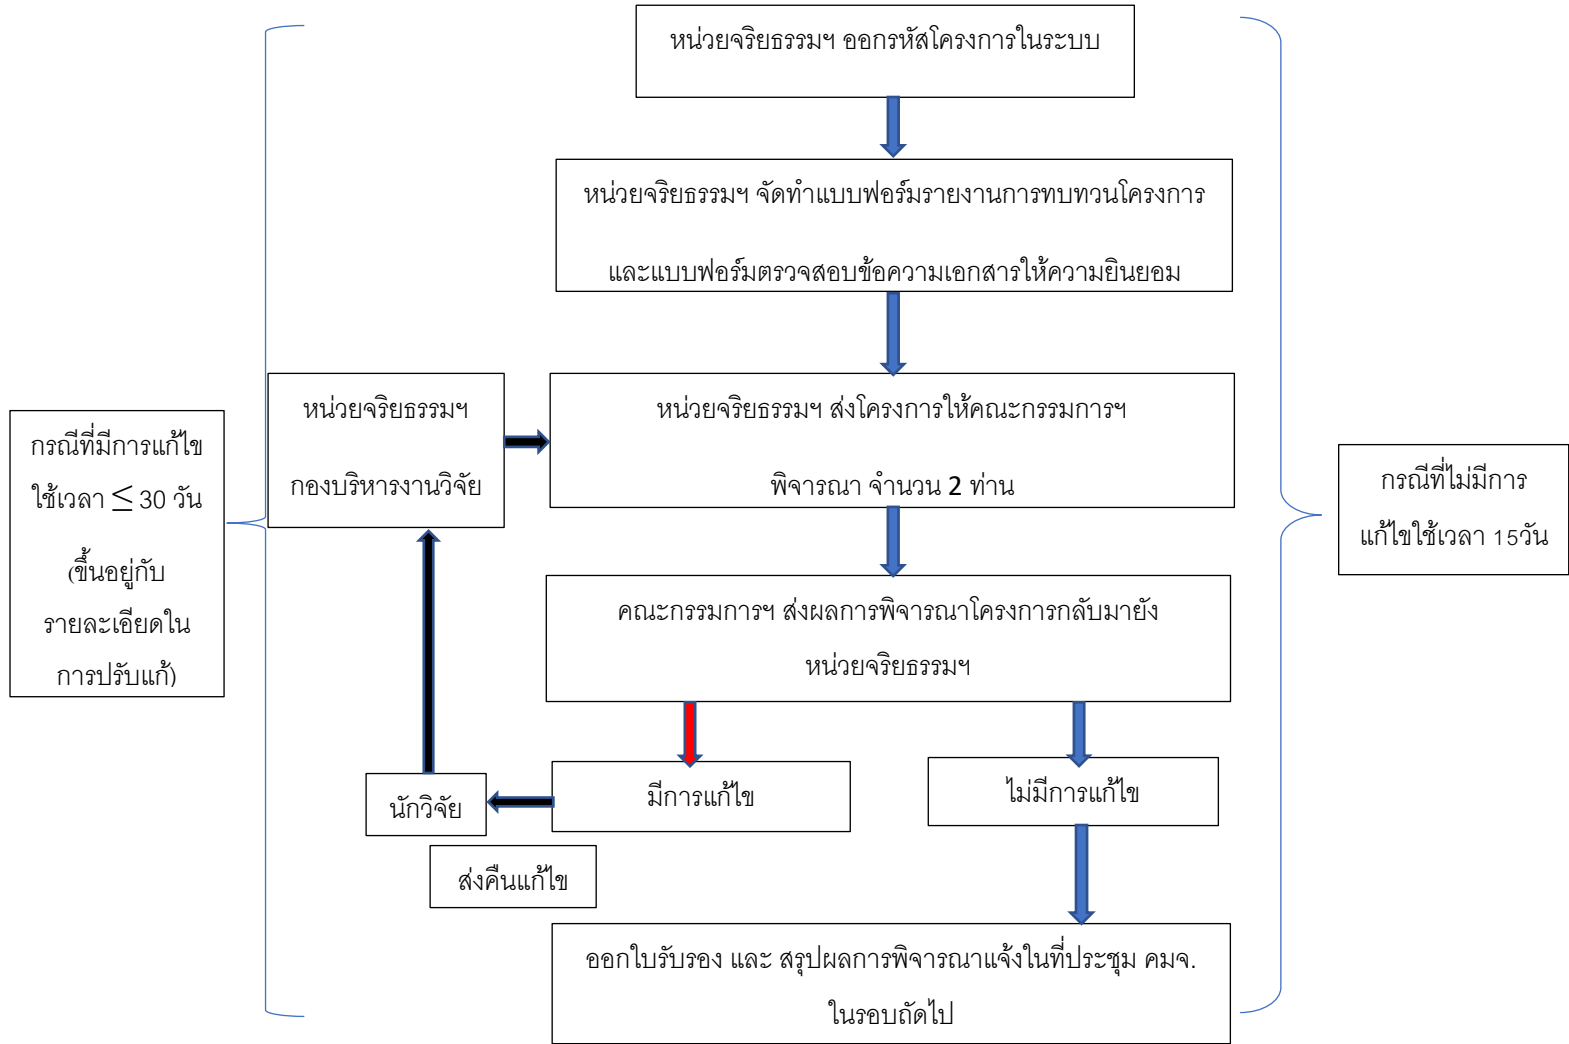 หน่วยจริยธรรมฯ ออกรหัสโครงการในระบบ
หน่วยจริยธรรมฯ จัดทำแบบฟอร์มรายงานการทบทวนโครงการ
และแบบฟอร์มตรวจสอบข้อความเอกสารให้ความยินยอม
หน่วยจริยธรรมฯ
กองบริหารงานวิจัย
หน่วยจริยธรรมฯ ส่งโครงการให้คณะกรรมการฯ
พิจารณา จำนวน 2 ท่าน
กรณีที่มีการแก้ไข
ใช้เวลา ≤ 30 วัน
(ขึ้นอยู่กับ
รายละเอียดใน
การปรับแก้)
กรณีที่ไม่มีการ
แก้ไขใช้เวลา 15วัน
คณะกรรมการฯ ส่งผลการพิจารณาโครงการกลับมายัง
หน่วยจริยธรรมฯ
นักวิจัย
มีการแก้ไข
ไม่มีการแก้ไข
ส่งคืนแก้ไข
ออกใบรับรอง และ สรุปผลการพิจารณาแจ้งในที่ประชุม คมจ.
ในรอบถัดไป